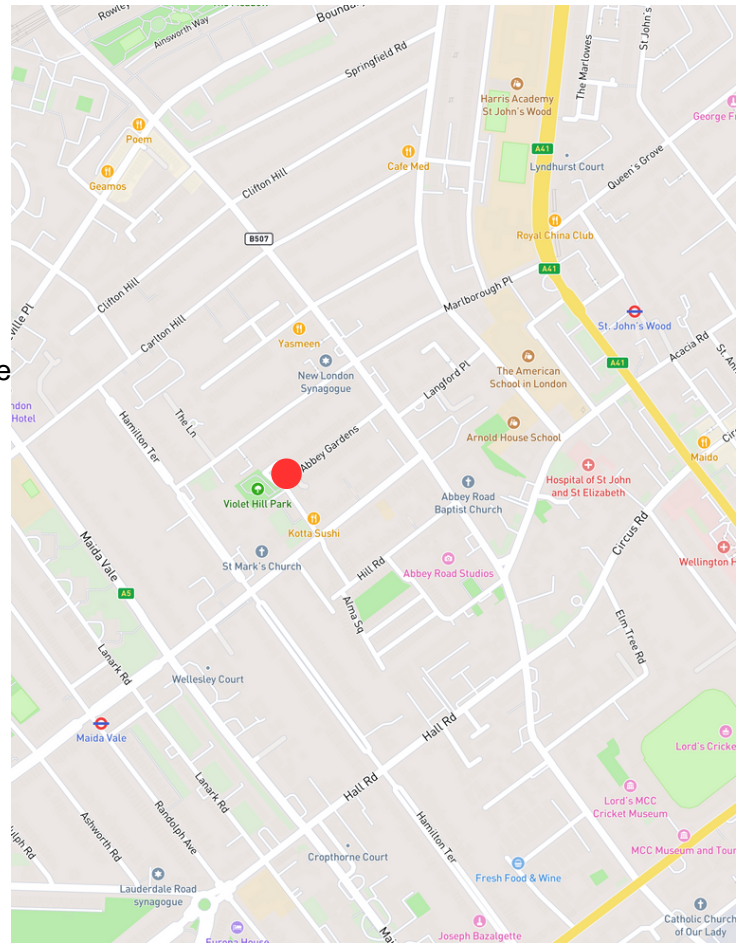 Rowley
Ainsworth Way
Springfield Rd
The Marlowes
St John's
Harris Academy
St John's Wood
George
Poem
Geamos
Clifton Hill
Cafe Med
A41
Lyndhurst Court
Queen's Grove
B507
Royal China Club
A41
Clifton Hill
Marlborough Pl
St. John's Wood
Carlton Hill
Yasmeen
New London
Synagogue
The American
School in London
A41
Acacia Rd
e
Hotel
Hamilton Ter
The Ln
Langford Pl
Abbey Gardens
Arnold House School
Maido
Hospital of St John
and St Elizabeth
Abbey Road
Baptist Church
Violet Hill Park
Kotta Sushi
Circus Rd
Maida Vale
St Mark's Church
Hill Rd
Abbey Road Studios
A5
Alma Sq
Elm Tree Rd
Lanark Rd
Wellesley Court
Maida Vale
Hall Rd
Hall Rd
Lord's MCC
Cricket Museum
Lanark Rd
Randolph Ave
Ashworth Rd
Hamilton Ter
MCC Museum and
Cropthorne Court
Fresh Food & Wine
Lauderdale Road
synagogue
Catholic Church
of Our Lady
Joseph Bazalgette